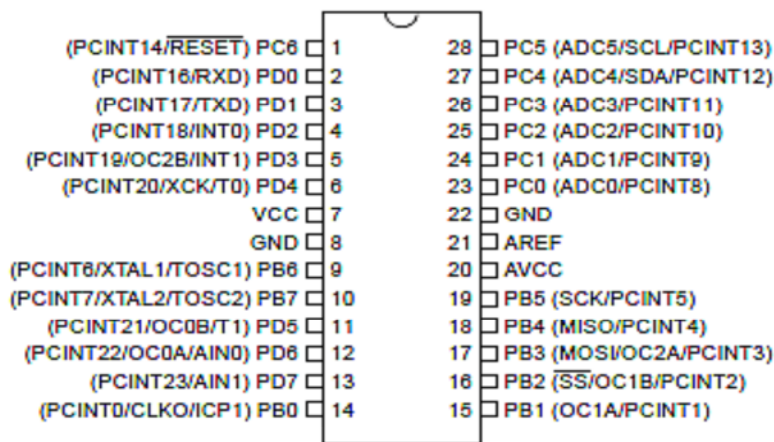 (PCINT14/RESET) PC6 1 28 PC5 (ADC5/SCL/PCINT13)
(PCINT16/RXD) PD0 2 27 PC4 (ADC4/SDA/PCINT12)
(PCINT17/TXD) PD1 3 26 PC3 (ADC3/PCINT11)
(PCINT18/INT0) PD2 4 25 PC2 (ADC2/PCINT10)
(PCINT19/OC2B/INT1) PD3 5 24 PC1 (ADC1/PCINT9)
(PCINT20/XCK/T0) PD4 6 23 PC0 (ADC0/PCINT8)
VCC 7 22 GND
GND 8 21 AREF
(PCINT6/XTAL1/TOSC1) PB6 9 20 AVCC
(PCINT7/XTAL2/TOSC2) PB7 10 19 PB5 (SCK/PCINT5)
(PCINT21/OC0B/T1) PD5 11 18 PB4 (MISO/PCINT4)
(PCINT22/OC0A/AIN0) PD6 12 17 PB3 (MOSI/OC2A/PCINT3)
(PCINT23/AIN1) PD7 13 16 PB2 (SS/OC1B/PCINT2)
(PCINT0/CLKO/ICP1) PB0 14 15 PB1 (OC1A/PCINT1)